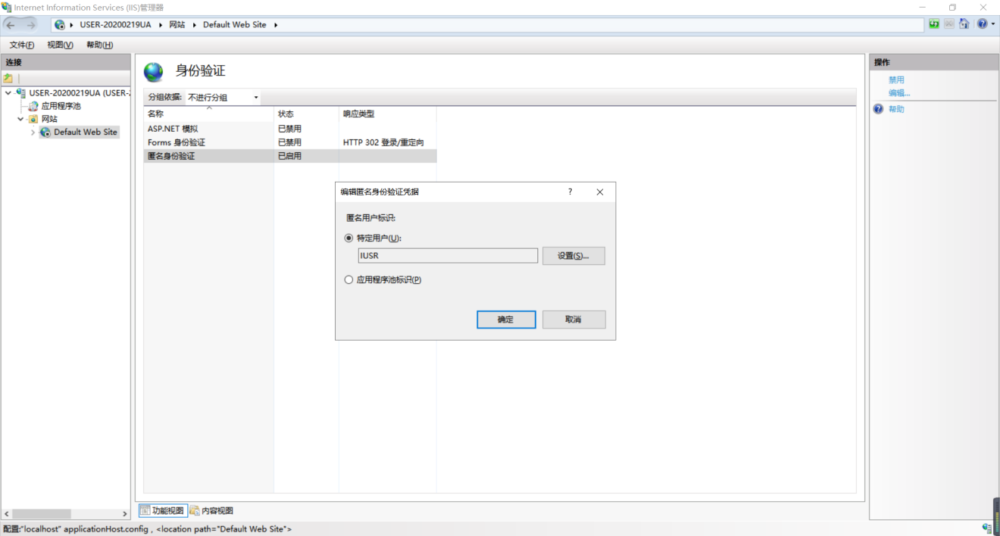 Internet Information Services (IIS)管理器
USER-20200219UA 网站 Default Web Site
文件(F) 视图(V) 帮助(H)
连接
USER-20200219UA (USER-2
应用程序池
网站
Default Web Site
身份验证
分组依据: 不进行分组
名称 状态 响应类型
ASP.NET 模拟 已禁用
Forms 身份验证 已禁用 HTTP 302 登录/重定向
匿名身份验证 已启用
编辑匿名身份验证凭据 ?
匿名用户标识:
特定用户(U):
IUSR 设置(S)...
应用程序池标识(P)
确定 取消
操作
禁用
编辑...
帮助
功能视图 内容视图
配置:"localhost" applicationHost.config , <location path="Default Web Site">